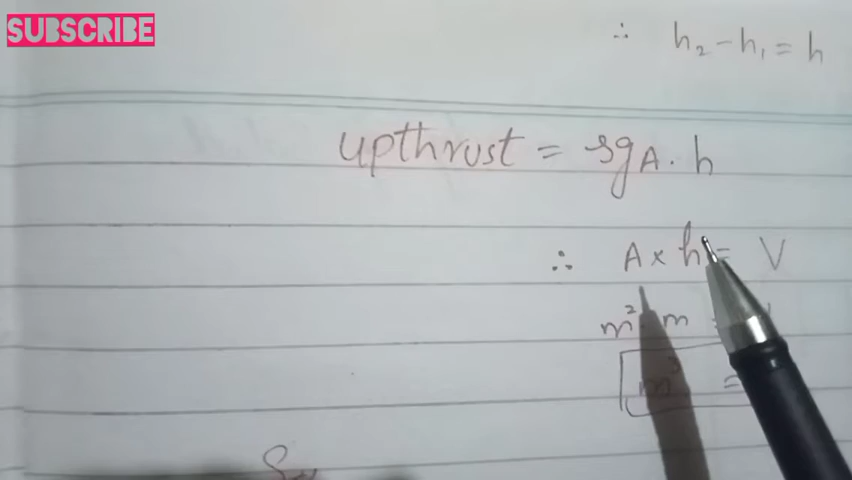 SUBSCRIBE
∴ h₂ - h₁ = h
upthrust = ρgA.h
∴ A × h = V
m² m =
m³ =